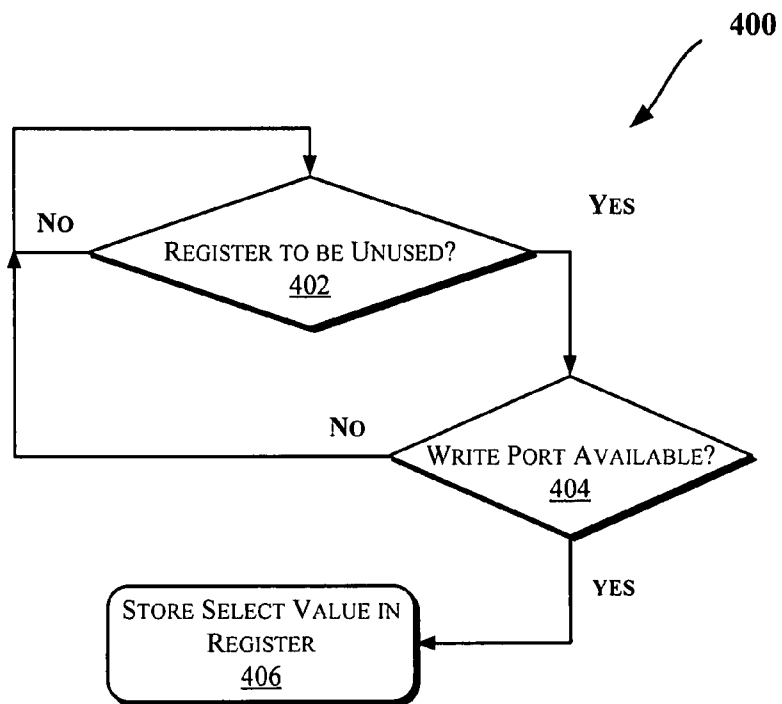 400
NO
YES
REGISTER TO BE UNUSED?
402
NO
WRITE PORT AVAILABLE?
404
YES
STORE SELECT VALUE IN
REGISTER
406